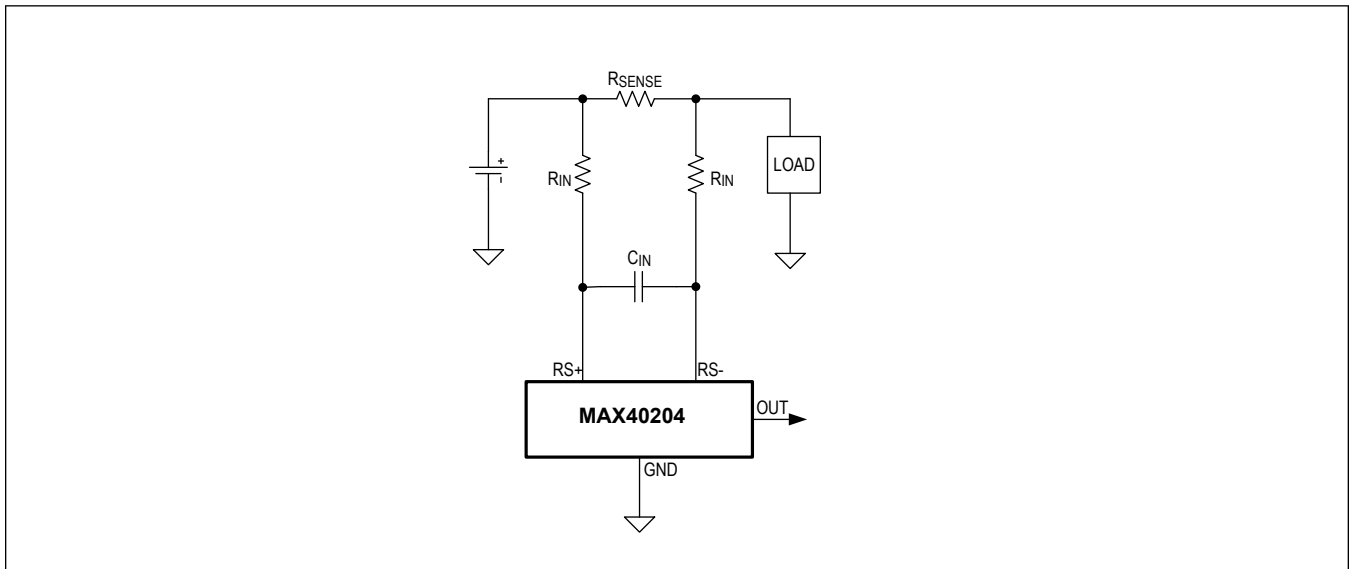 RSENSE
+
-
RIN
RIN
LOAD
CIN
RS+
RS-
MAX40204
OUT
GND